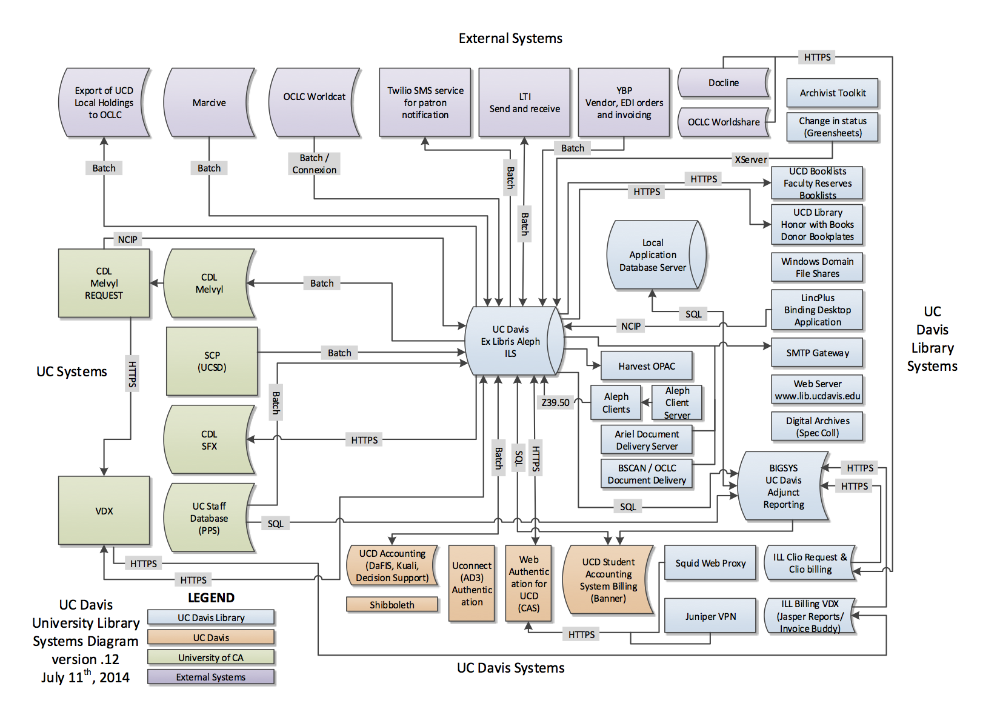 External Systems
HTTPS
Export of UCD
Local Holdings
to OCLC
Marcive
OCLC Worldcat
Twilio SMS service
for patron
notification
LTI
Send and receive
YBP
Vendor, EDI orders
and invoicing
Docline
OCLC Worldshare
Archivist Toolkit
Change in status
(Greensheets)
Batch
Batch
Batch /
Connexion
Batch
Batch
Batch
XServer
HTTPS
HTTPS
UCD Booklists
Faculty Reserves
Booklists
UCD Library
Honor with Books
Donor Bookplates
Windows Domain
File Shares
LincPlus
Binding Desktop
Application
SMTP Gateway
Web Server
www.lib.ucdavis.edu
Digital Archives
(Spec Coll)
UC
Davis
Library
Systems
Local
Application
Database Server
SQL
NCIP
NCIP
CDL
Melvyl
REQUEST
CDL
Melvyl
Batch
UC Davis
Ex Libris Aleph
ILS
SCP
(UCSD)
Batch
UC Systems
HTTPS
Batch
CDL
SFX
HTTPS
Harvest OPAC
Z39.50
Aleph
Clients
Aleph
Client
Server
Ariel Document
Delivery Server
BSCAN / OCLC
Document Delivery
Batch
SQL
HTTPS
BIGSYS
UC Davis
Adjunct
Reporting
HTTPS
HTTPS
SQL
VDX
UC Staff
Database
(PPS)
SQL
HTTPS
HTTPS
UCD Accounting
(DaFIS, Kuali,
Decision Support)
Shibboleth
Uconnect
(AD3)
Authentic
ation
Web
Authentic
ation for
UCD
(CAS)
UCD Student
Accounting
System Billing
(Banner)
Squid Web Proxy
Juniper VPN
HTTPS
ILL Clio Request &
Clio billing
ILL Billing VDX
(Jasper Reports/
Invoice Buddy)
UC Davis Systems
UC Davis
University Library
Systems Diagram
version .12
July 11th, 2014
LEGEND
UC Davis Library
UC Davis
University of CA
External Systems